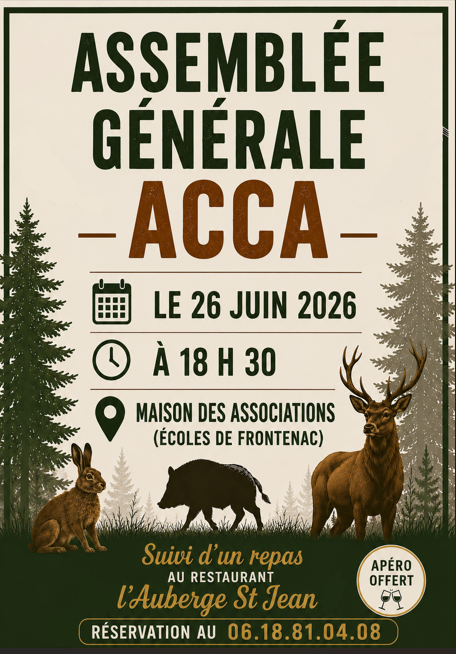 ASSEMBLÉE
GÉNÉRALE
ACCA
LE 26 JUIN 2026
À 18 H 30
MAISON DES ASSOCIATIONS
(ÉCOLES DE FRONTENAC)
Suivi d'un repas
AU RESTAURANT
l'Auberge St Jean
APÉRO
OFFERT
RÉSERVATION AU 06.18.81.04.08